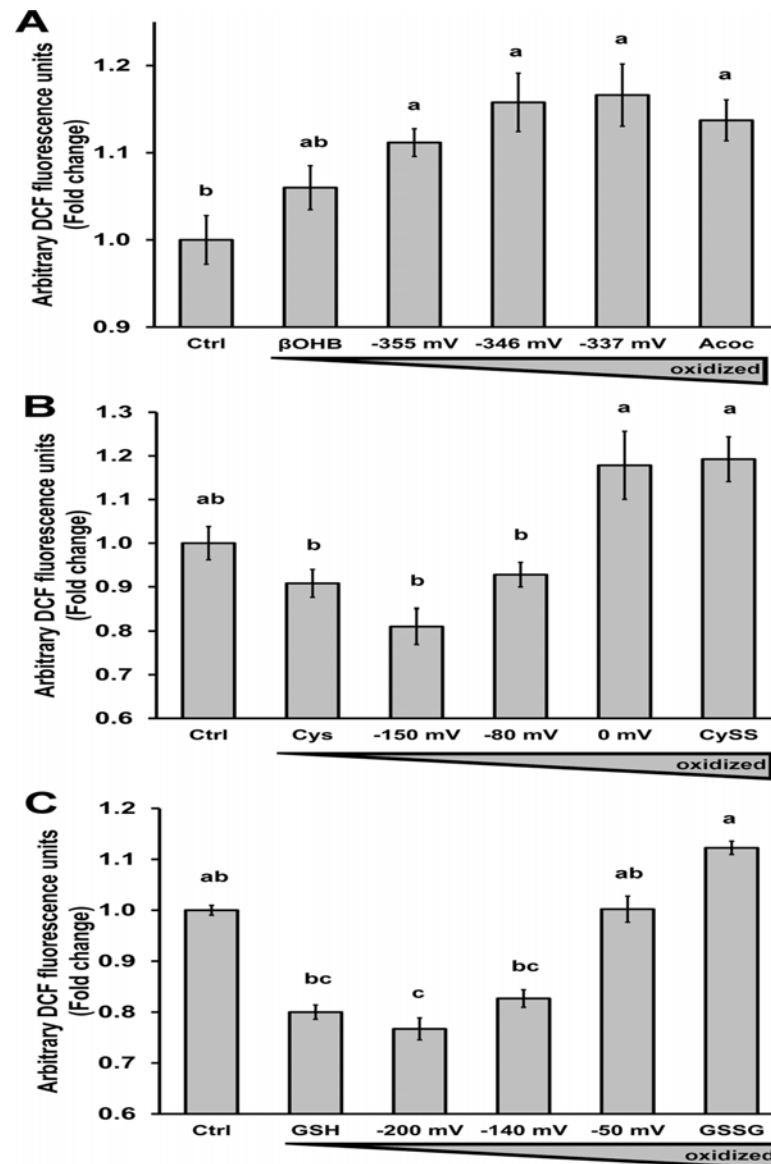 A
Arbitrary DCF fluorescence units
(Fold change)
1.2
1.1
1.0
0.9
b
ab
a
a
a
a
Ctrl βOHB -355 mV -346 mV -337 mV Acoc
oxidized
B
Arbitrary DCF fluorescence units
(Fold change)
1.3
1.2
1.1
1.0
0.9
0.8
0.7
0.6
ab
b
b
b
a
a
Ctrl Cys -150 mV -80 mV 0 mV CySS
oxidized
C
Arbitrary DCF fluorescence units
(Fold change)
1.2
1.1
1.0
0.9
0.8
0.7
0.6
ab
bc
c
bc
ab
a
Ctrl GSH -200 mV -140 mV -50 mV GSSG
oxidized